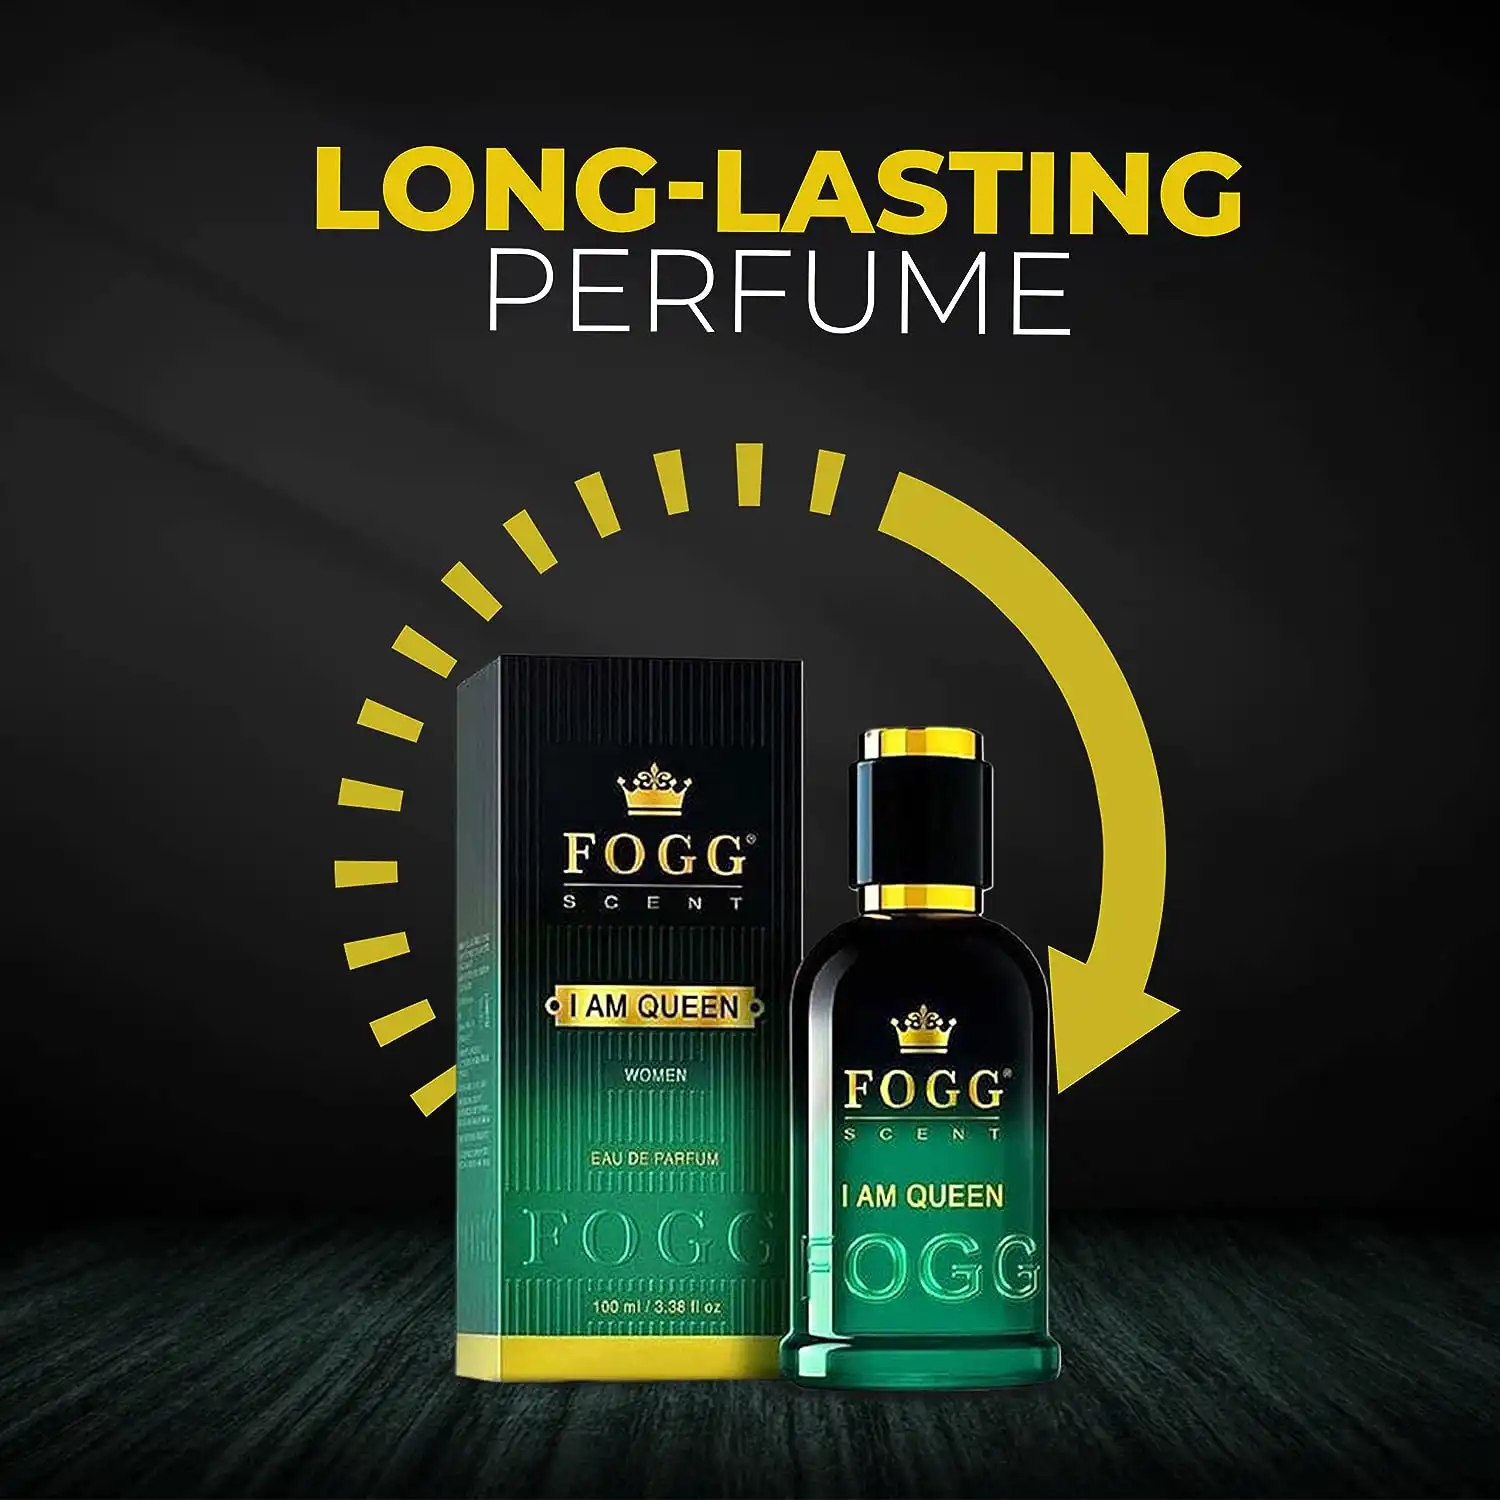 LONG-LASTING
PERFUME
FOGG®
SCENT
I AM QUEEN
WOMEN
EAU DE PARFUM
FOGG
100 ml / 3.38 fl oz
FOGG®
SCENT
I AM QUEEN
FOGG